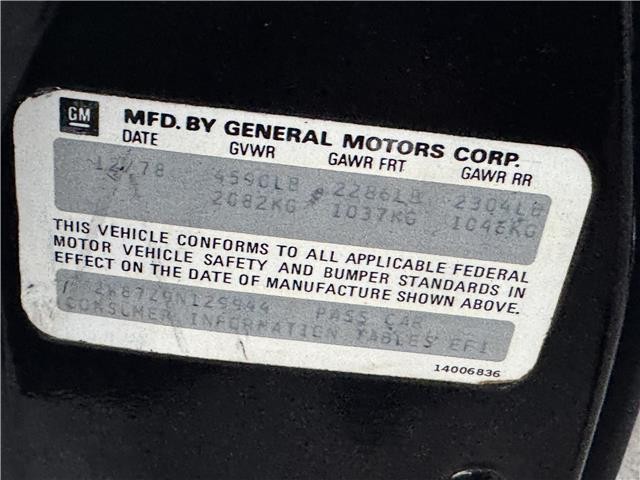 GM MFD. BY GENERAL MOTORS CORP.
DATE GVWR GAWR FRT GAWR RR
12/78 4590LB 2286LB 2304LB
2082KG 1037KG 1046KG
THIS VEHICLE CONFORMS TO ALL APPLICABLE FEDERAL
MOTOR VEHICLE SAFETY AND BUMPER STANDARDS IN
EFFECT ON THE DATE OF MANUFACTURE SHOWN ABOVE.
PASS CAR
CONSUMER INFORMATION TABLES EFI
14006836